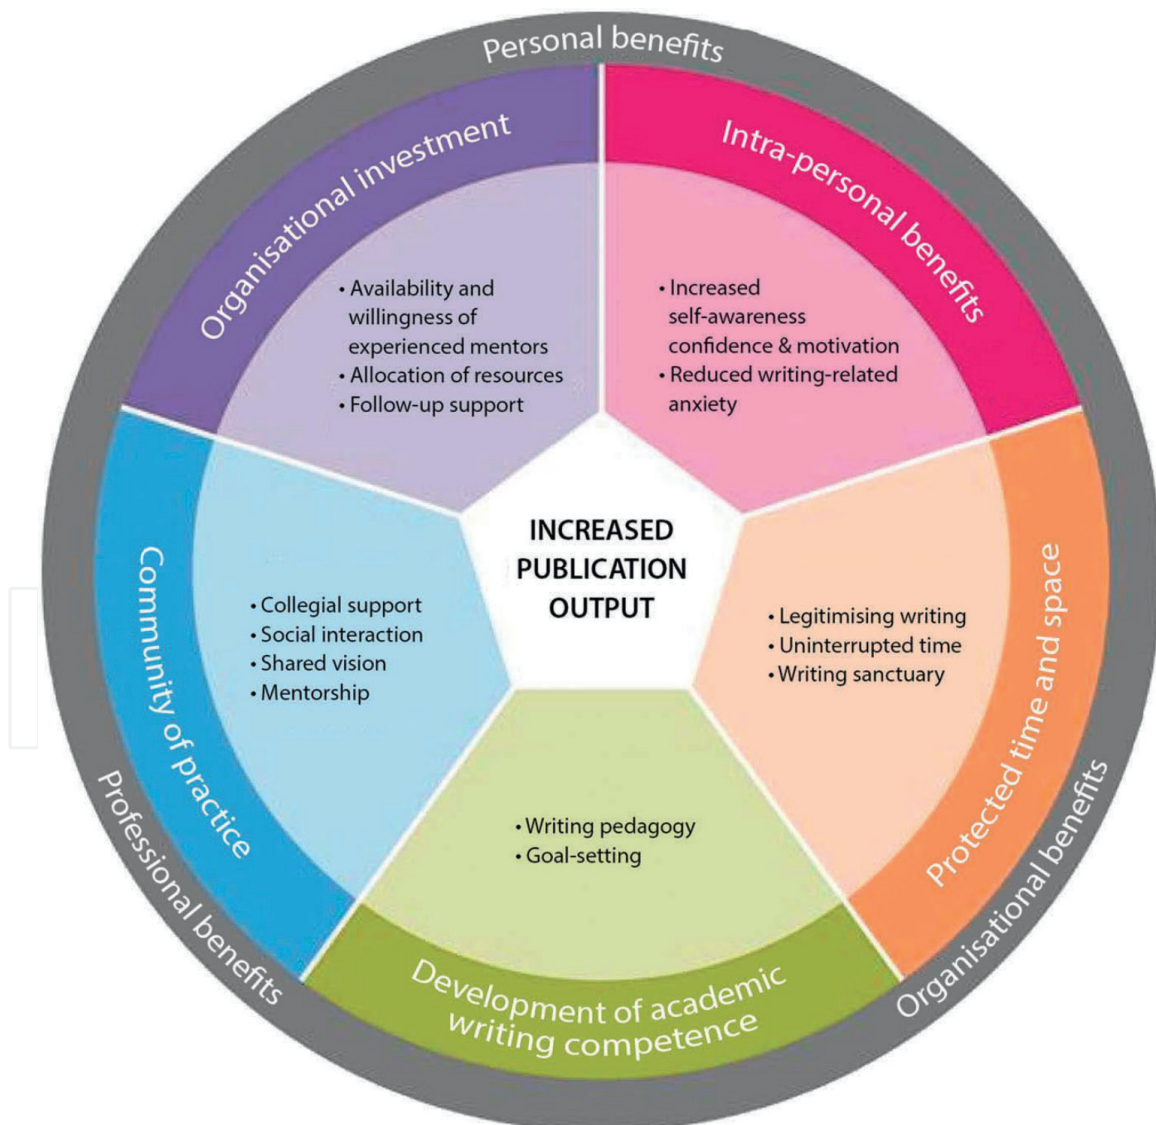 Personal benefits
Organisational investment
Intra-personal benefits
• Availability and
willingness of
experienced mentors
• Allocation of resources
• Follow-up support
• Increased
self-awareness
confidence & motivation
• Reduced writing-related
anxiety
INCREASED
PUBLICATION
OUTPUT
Community of practice
• Collegial support
• Social interaction
• Shared vision
• Mentorship
• Legitimising writing
• Uninterrupted time
• Writing sanctuary
Protected time and space
• Writing pedagogy
• Goal-setting
Development of academic
writing competence
Professional benefits
Organisational benefits